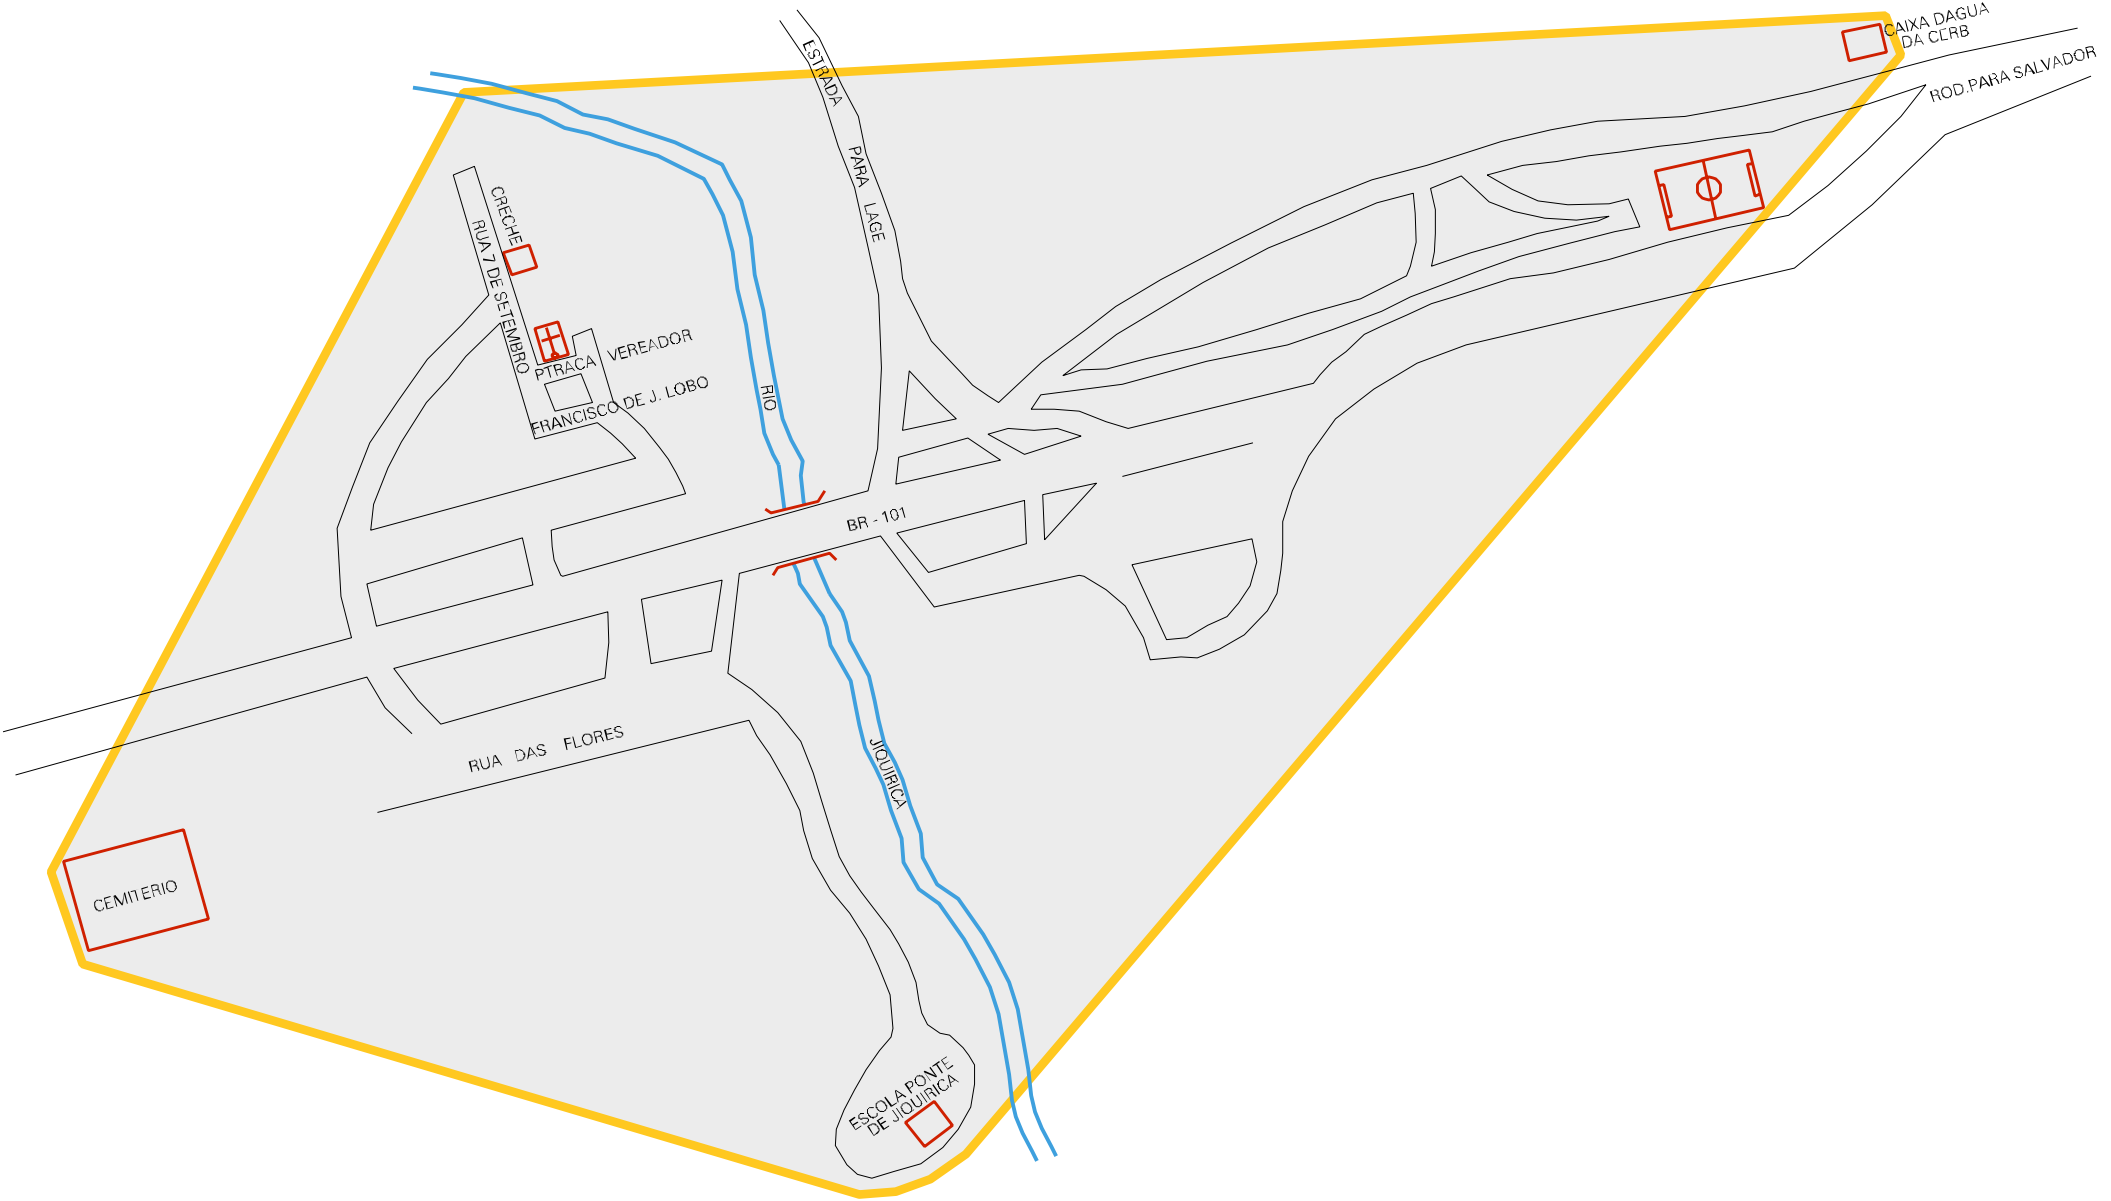 CAIXA DAGUA
DA CERB
ROD.PARA SALVADOR
ESTRADA PARA LAGE
CRECHE
RUA 7 DE SETEMBRO
PTRACA VEREADOR
FRANCISCO DE J. LOBO
RIO
BR - 101
RUA DAS FLORES
JIQUIRICA
CEMITERIO
ESCOLA PONTE
DE JIQUIRICA